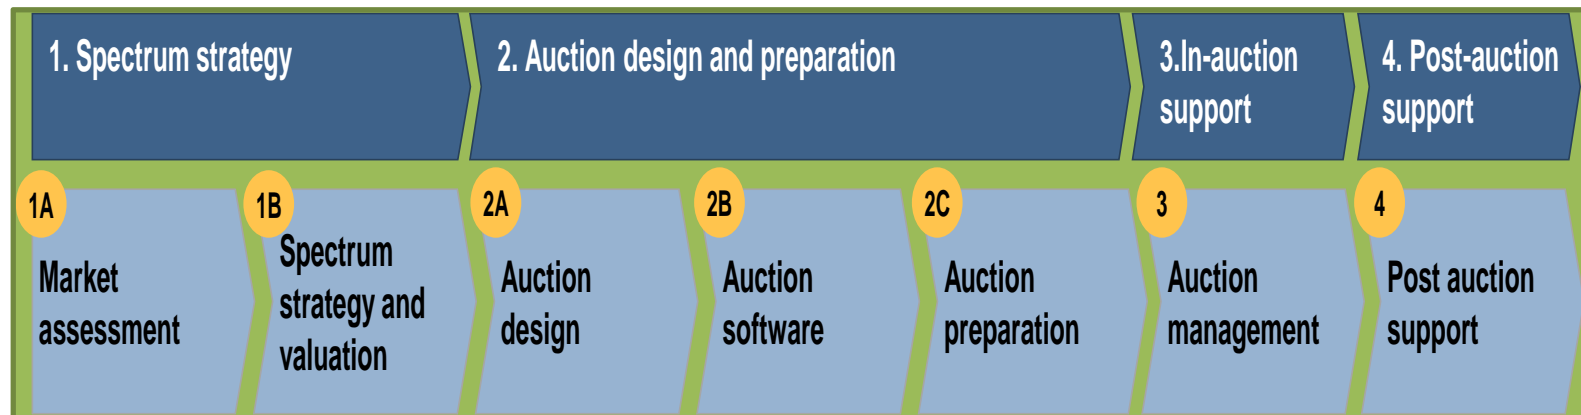 1. Spectrum strategy
2. Auction design and preparation
3.In-auction
support
4. Post-auction
support
1A
Market
assessment
1B
Spectrum
strategy and
valuation
2A
Auction
design
2B
Auction
software
2C
Auction
preparation
3
Auction
management
4
Post auction
support